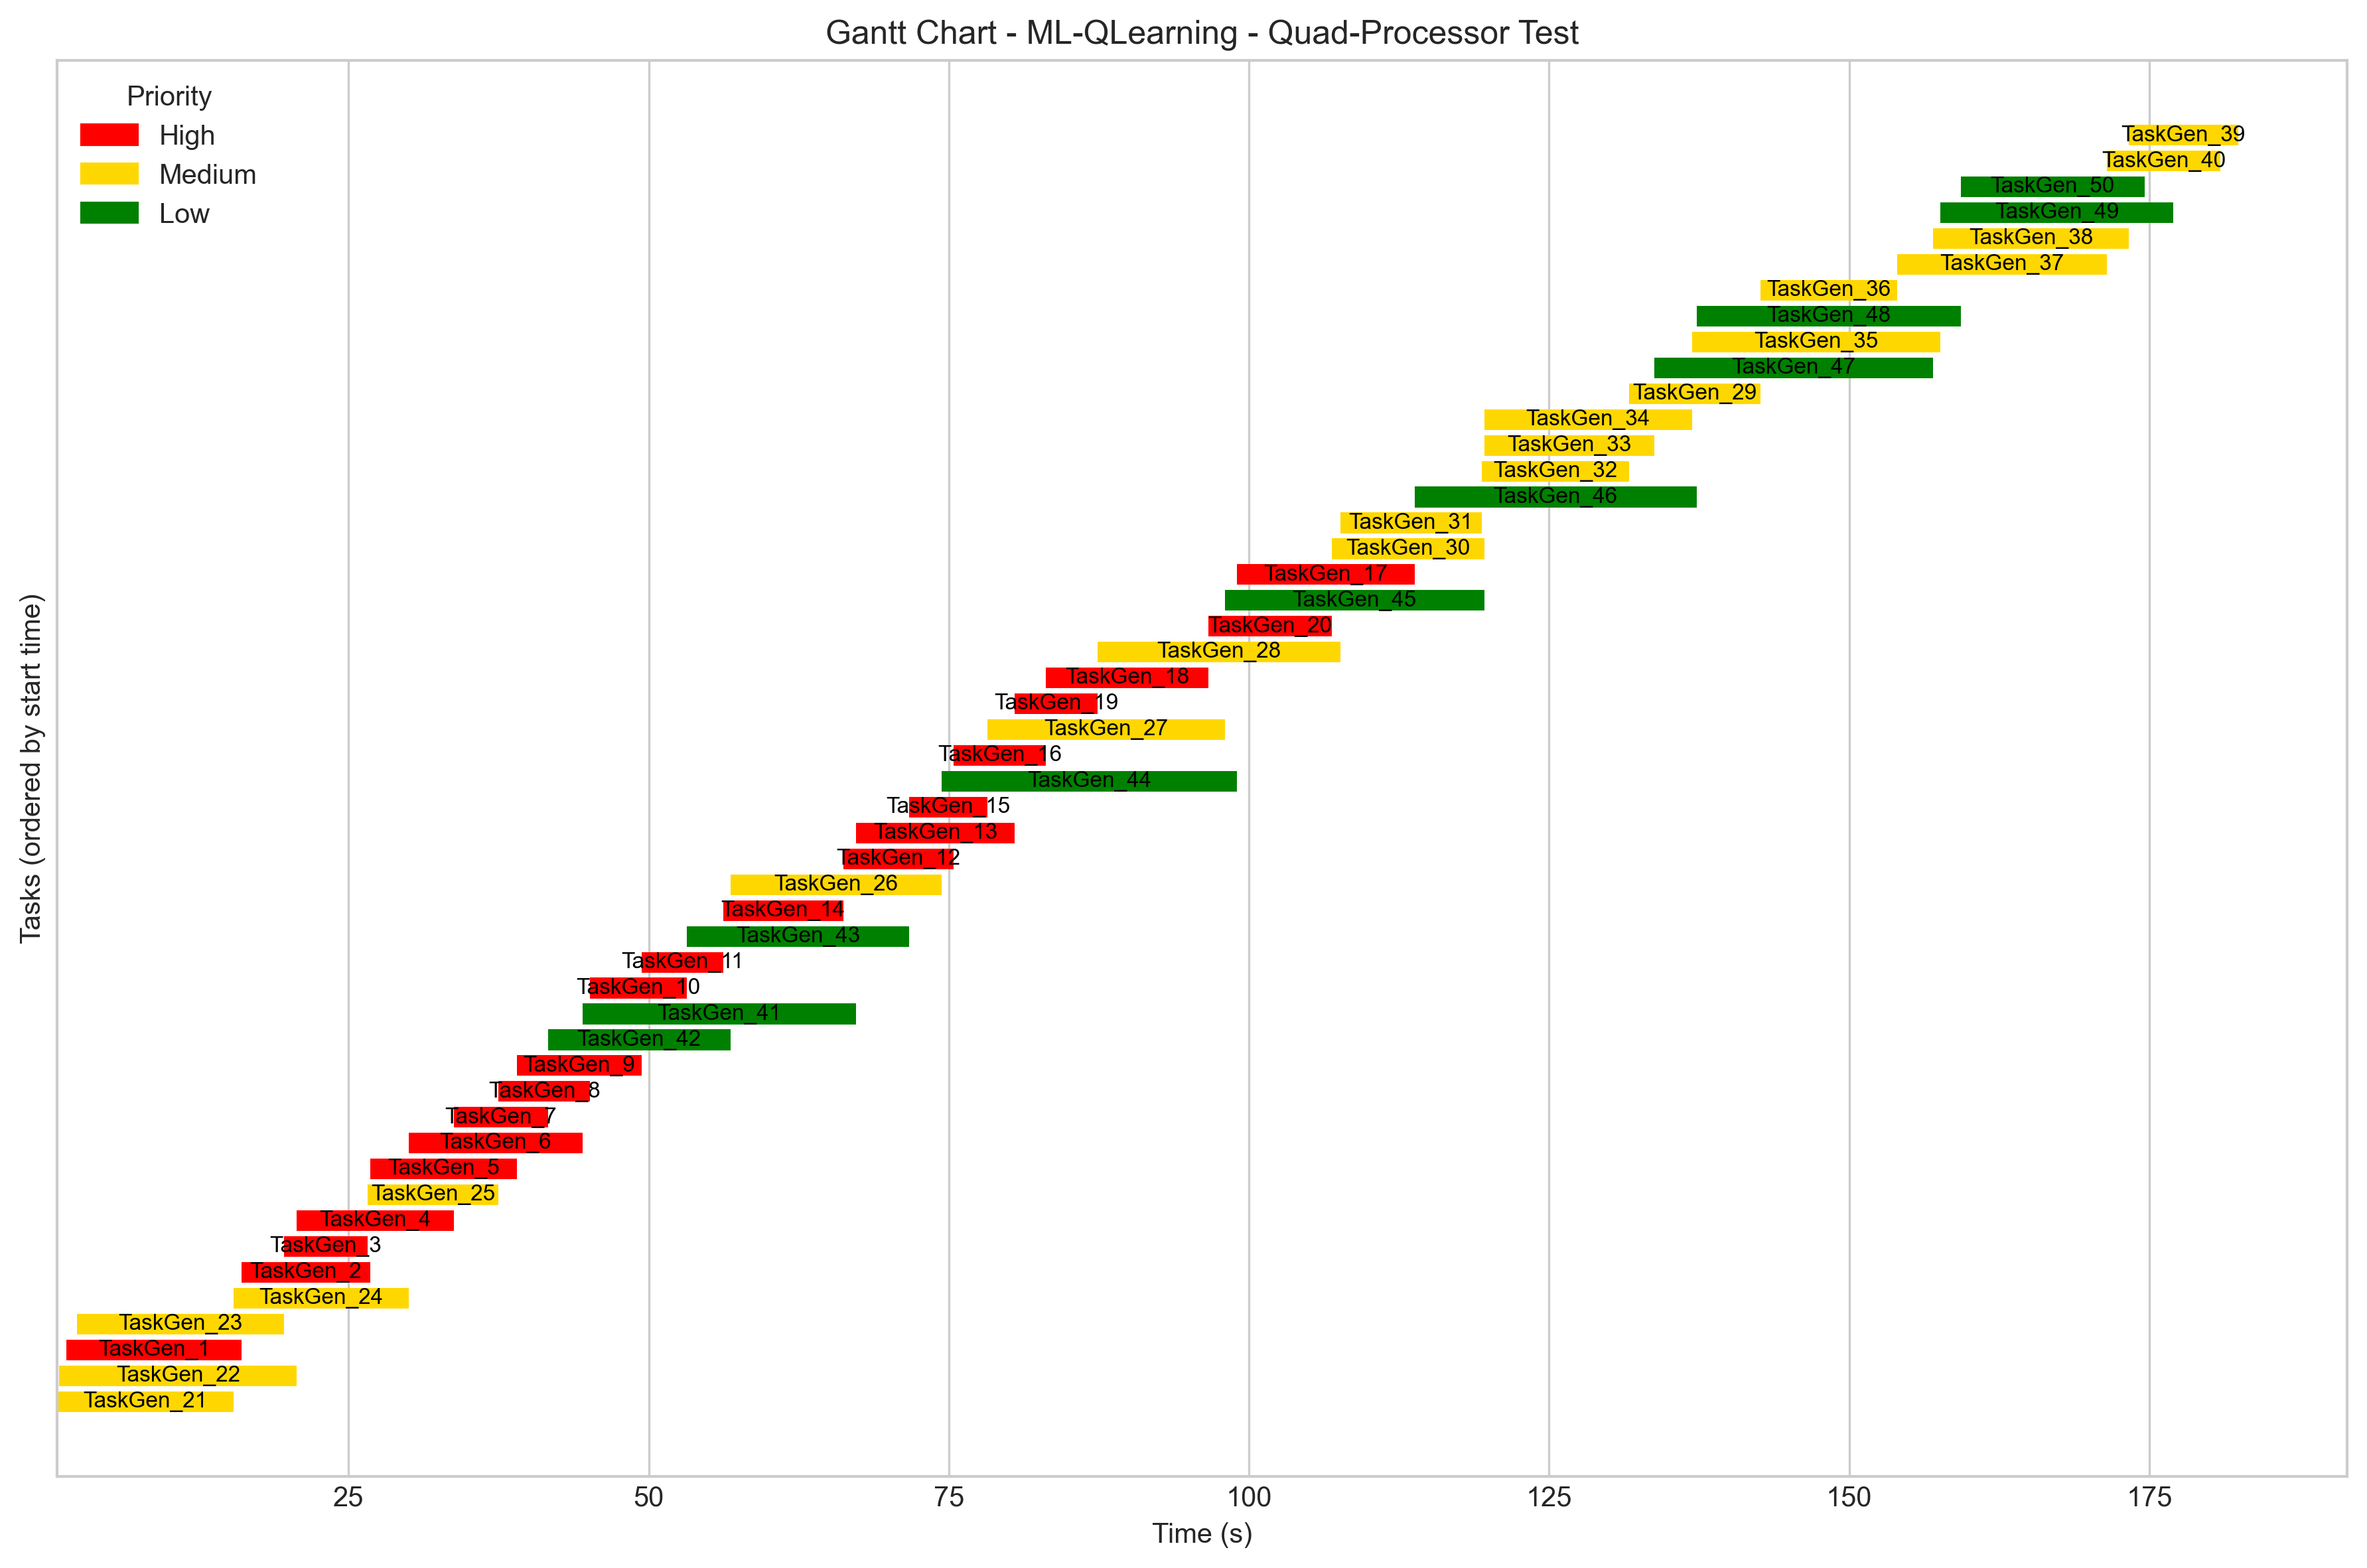 Gantt Chart - ML-QLearning - Quad-Processor Test
Priority
High
Medium
Low
TaskGen_39
TaskGen_40
TaskGen_50
TaskGen_49
TaskGen_38
TaskGen_37
TaskGen_36
TaskGen_48
TaskGen_35
TaskGen_47
TaskGen_29
TaskGen_34
TaskGen_33
TaskGen_32
TaskGen_46
TaskGen_31
TaskGen_30
TaskGen_17
TaskGen_45
TaskGen_20
TaskGen_28
TaskGen_18
TaskGen_19
TaskGen_27
TaskGen_16
TaskGen_44
TaskGen_15
TaskGen_13
TaskGen_12
TaskGen_26
TaskGen_14
TaskGen_43
TaskGen_11
TaskGen_10
TaskGen_41
TaskGen_42
TaskGen_9
TaskGen_8
TaskGen_7
TaskGen_6
TaskGen_5
TaskGen_25
TaskGen_4
TaskGen_3
TaskGen_2
TaskGen_24
TaskGen_23
TaskGen_1
TaskGen_22
TaskGen_21
Tasks (ordered by start time)
25 50 75 100 125 150 175
Time (s)